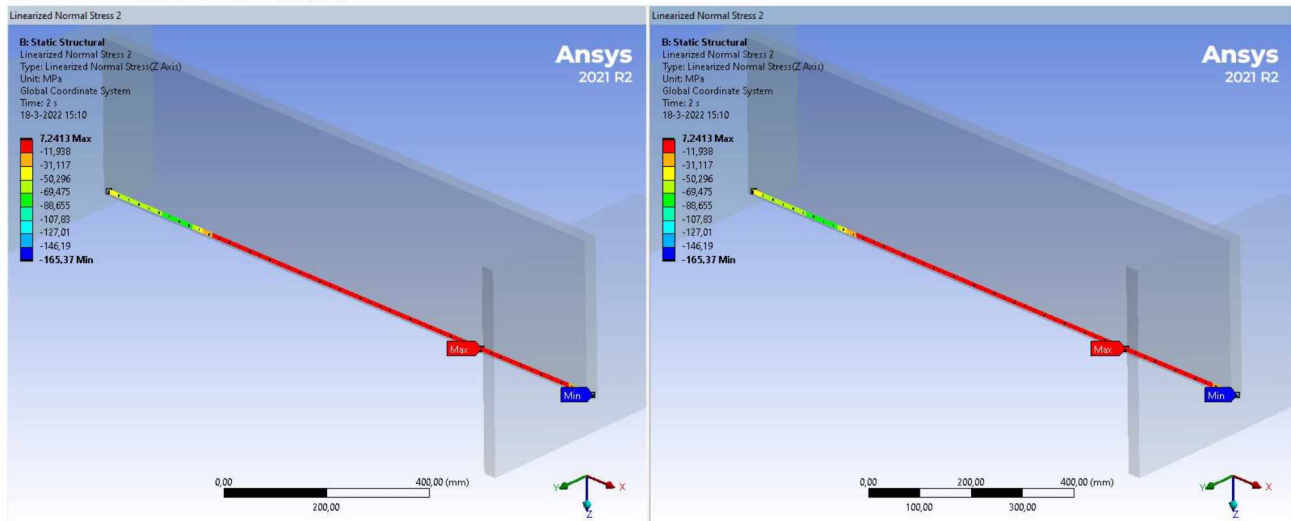 Linearized Normal Stress 2
B: Static Structural
Linearized Normal Stress 2
Type: Linearized Normal Stress(Z Axis)
Unit: MPa
Global Coordinate System
Time: 2 s
18-3-2022 15:10
Ansys
2021 R2
7,2413 Max
-11,938
-31,117
-50,296
-69,475
-88,655
-107,83
-127,01
-146,19
-165,37 Min
Max
Min
0,00 400,00 (mm)
200,00
Y X
Z
Linearized Normal Stress 2
B: Static Structural
Linearized Normal Stress 2
Type: Linearized Normal Stress(Z Axis)
Unit: MPa
Global Coordinate System
Time: 2 s
18-3-2022 15:10
Ansys
2021 R2
7,2413 Max
-11,938
-31,117
-50,296
-69,475
-88,655
-107,83
-127,01
-146,19
-165,37 Min
Max
Min
0,00 200,00 400,00 (mm)
100,00 300,00
Y X
Z